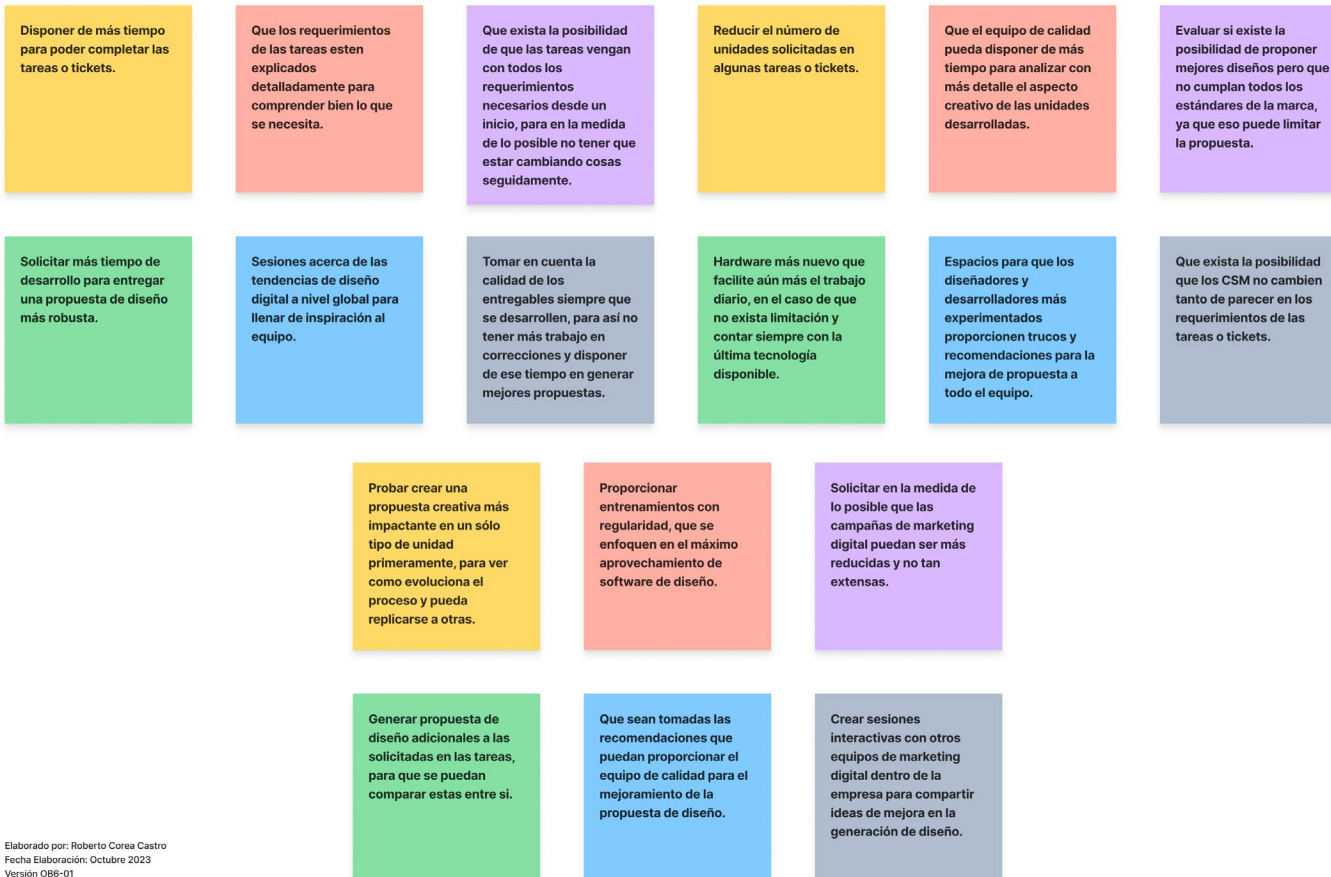 Disponer de más tiempo
para poder completar las
tareas o tickets.
Que los requerimientos
de las tareas esten
explicados
detalladamente para
comprender bien lo que
se necesita.
Que exista la posibilidad
de que las tareas vengan
con todos los
requerimientos
necesarios desde un
inicio, para en la medida
de lo posible no tener que
estar cambiando cosas
seguidamente.
Reducir el número de
unidades solicitadas en
algunas tareas o tickets.
Que el equipo de calidad
pueda disponer de más
tiempo para analizar con
más detalle el aspecto
creativo de las unidades
desarrolladas.
Evaluar si existe la
posibilidad de proponer
mejores diseños pero que
no cumplan todos los
estándares de la marca,
ya que eso puede limitar
la propuesta.
Solicitar más tiempo de
desarrollo para entregar
una propuesta de diseño
más robusta.
Sesiones acerca de las
tendencias de diseño
digital a nivel global para
llenar de inspiración al
equipo.
Tomar en cuenta la
calidad de los
entregables siempre que
se desarrollen, para así no
tener más trabajo en
correcciones y disponer
de ese tiempo en generar
mejores propuestas.
Hardware más nuevo que
facilite aún más el trabajo
diario, en el caso de que
no exista limitación y
contar siempre con la
última tecnología
disponible.
Espacios para que los
diseñadores y
desarrolladores más
experimentados
proporcionen trucos y
recomendaciones para la
mejora de propuesta a
todo el equipo.
Que exista la posibilidad
que los CSM no cambien
tanto de parecer en los
requerimientos de las
tareas o tickets.
Probar crear una
propuesta creativa más
impactante en un sólo
tipo de unidad
primeramente, para ver
como evoluciona el
proceso y pueda
replicarse a otras.
Proporcionar
entrenamientos con
regularidad, que se
enfoquen en el máximo
aprovechamiento de
software de diseño.
Solicitar en la medida de
lo posible que las
campañas de marketing
digital puedan ser más
reducidas y no tan
extensas.
Generar propuesta de
diseño adicionales a las
solicitadas en las tareas,
para que se puedan
comparar estas entre si.
Que sean tomadas las
recomendaciones que
puedan proporcionar el
equipo de calidad para el
mejoramiento de la
propuesta de diseño.
Crear sesiones
interactivas con otros
equipos de marketing
digital dentro de la
empresa para compartir
ideas de mejora en la
generación de diseño.
Elaborado por: Roberto Corea Castro
Fecha Elaboración: Octubre 2023
Versión OB6-01